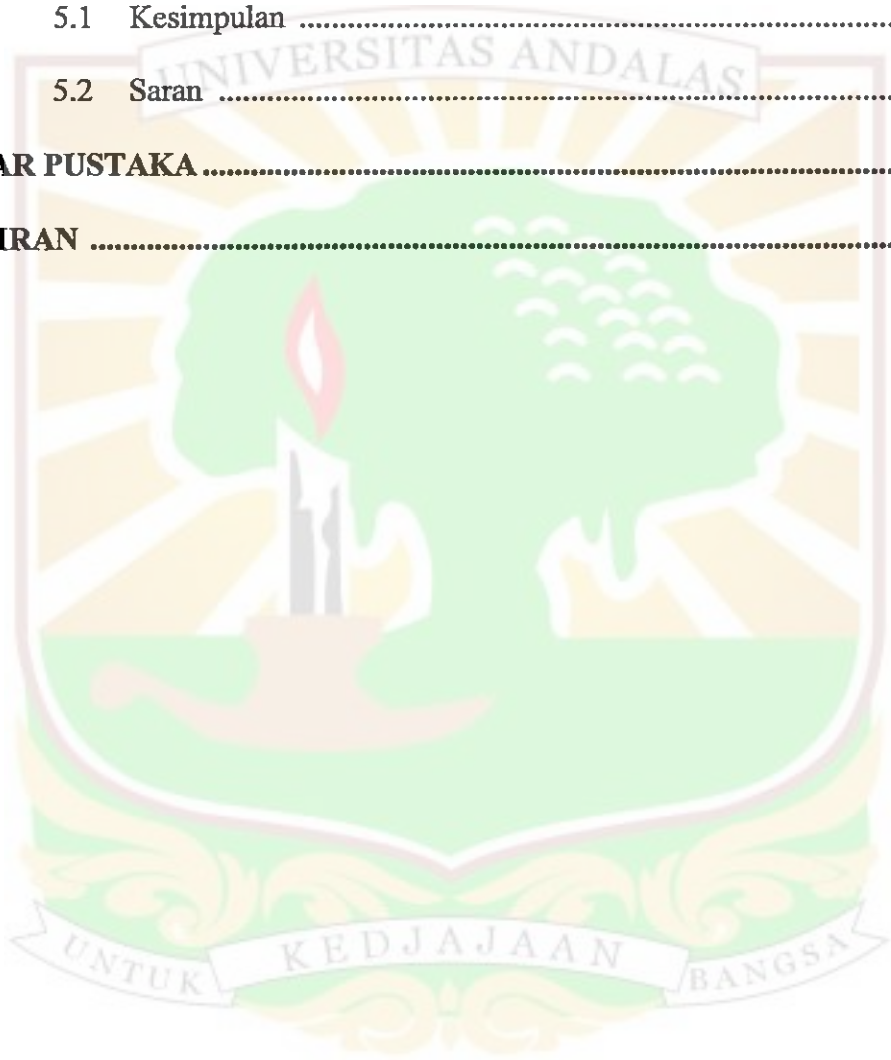 5.1 Kesimpulan ........................................................................
UNIVERSITAS ANDALAS
5.2 Saran ........................................................................
AR PUSTAKA ........................................................................
IRAN ........................................................................
UNTUK KEDJAJAAN BANGSA